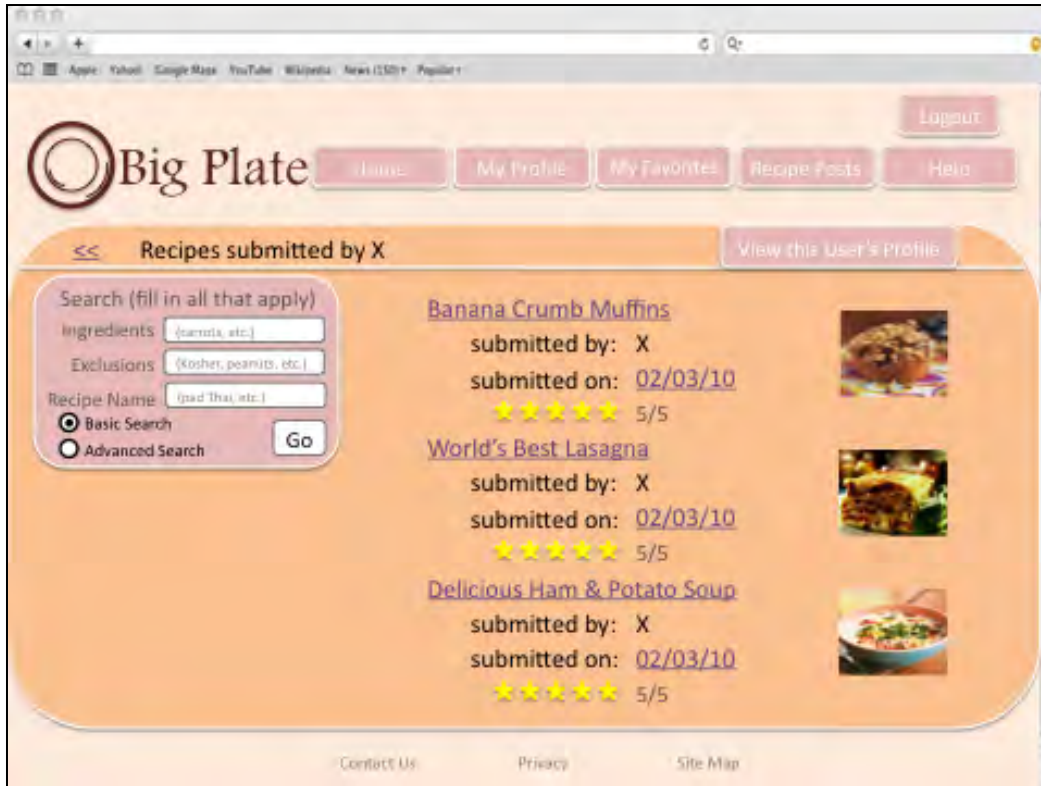 Apple Yahoo! Google Maps YouTube Wikipedia News (150) Popular
Logout
Big Plate
Home My Profile My Favorites Recipe Posts Help
<< Recipes submitted by X
View this User's Profile
Search (fill in all that apply)
Ingredients (carrots, etc.)
Exclusions (Kosher, peanuts, etc.)
Recipe Name (pad Thai, etc.)
Basic Search
Advanced Search
Go
Banana Crumb Muffins
submitted by: X
submitted on: 02/03/10
5/5
World's Best Lasagna
submitted by: X
submitted on: 02/03/10
5/5
Delicious Ham & Potato Soup
submitted by: X
submitted on: 02/03/10
5/5
Contact Us Privacy Site Map